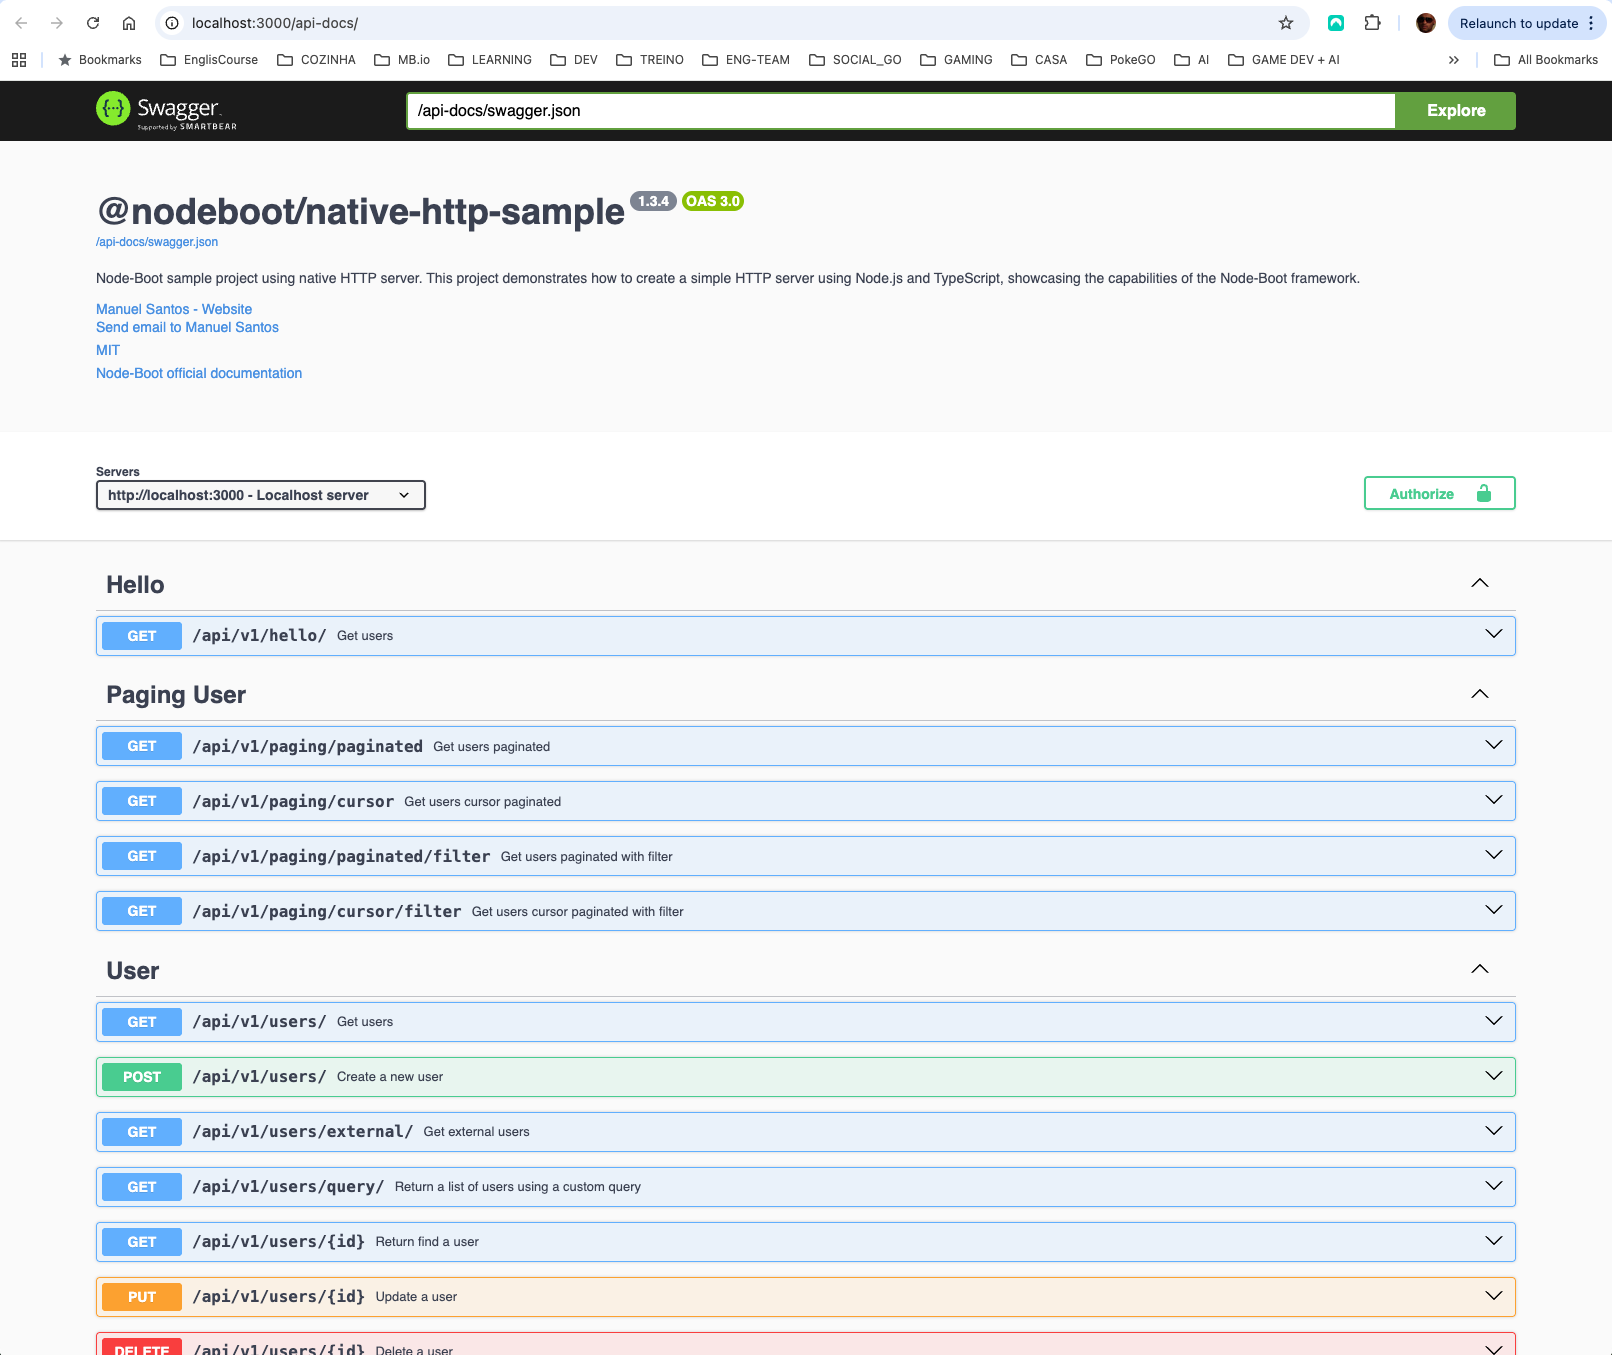 localhost:3000/api-docs/
Relaunch to update
Bookmarks EnglisCourse COZINHA MB.io LEARNING DEV TREINO ENG-TEAM SOCIAL_GO GAMING CASA PokeGO AI GAME DEV + AI » All Bookmarks
{...} Swagger
Supported by SMARTBEAR
/api-docs/swagger.json
Explore
@nodeboot/native-http-sample 1.3.4 OAS 3.0
/api-docs/swagger.json
Node-Boot sample project using native HTTP server. This project demonstrates how to create a simple HTTP server using Node.js and TypeScript, showcasing the capabilities of the Node-Boot framework.
Manuel Santos - Website
Send email to Manuel Santos
MIT
Node-Boot official documentation
Servers
http://localhost:3000 - Localhost server
Authorize
Hello
GET /api/v1/hello/ Get users
Paging User
GET /api/v1/paging/paginated Get users paginated
GET /api/v1/paging/cursor Get users cursor paginated
GET /api/v1/paging/paginated/filter Get users paginated with filter
GET /api/v1/paging/cursor/filter Get users cursor paginated with filter
User
GET /api/v1/users/ Get users
POST /api/v1/users/ Create a new user
GET /api/v1/users/external/ Get external users
GET /api/v1/users/query/ Return a list of users using a custom query
GET /api/v1/users/{id} Return find a user
PUT /api/v1/users/{id} Update a user
DELETE /api/v1/users/{id} Delete a user